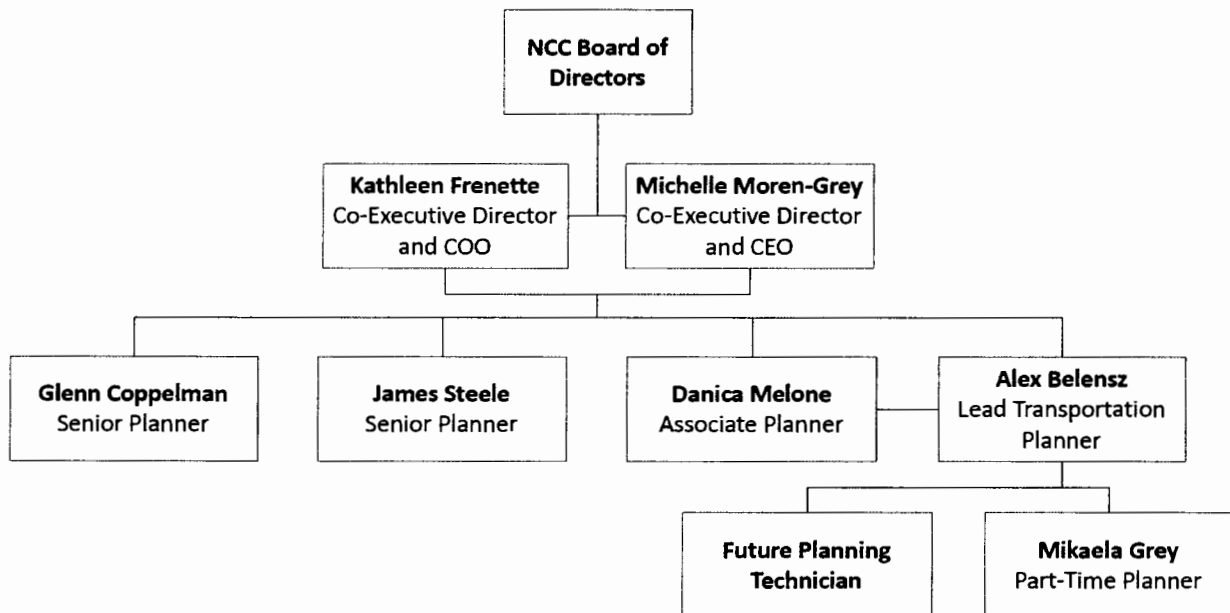 NCC Board of
Directors
Kathleen Frenette
Co-Executive Director
and COO
Michelle Moren-Grey
Co-Executive Director
and CEO
Glenn Coppelman
Senior Planner
James Steele
Senior Planner
Danica Melone
Associate Planner
Alex Belensz
Lead Transportation
Planner
Future Planning
Technician
Mikaela Grey
Part-Time Planner